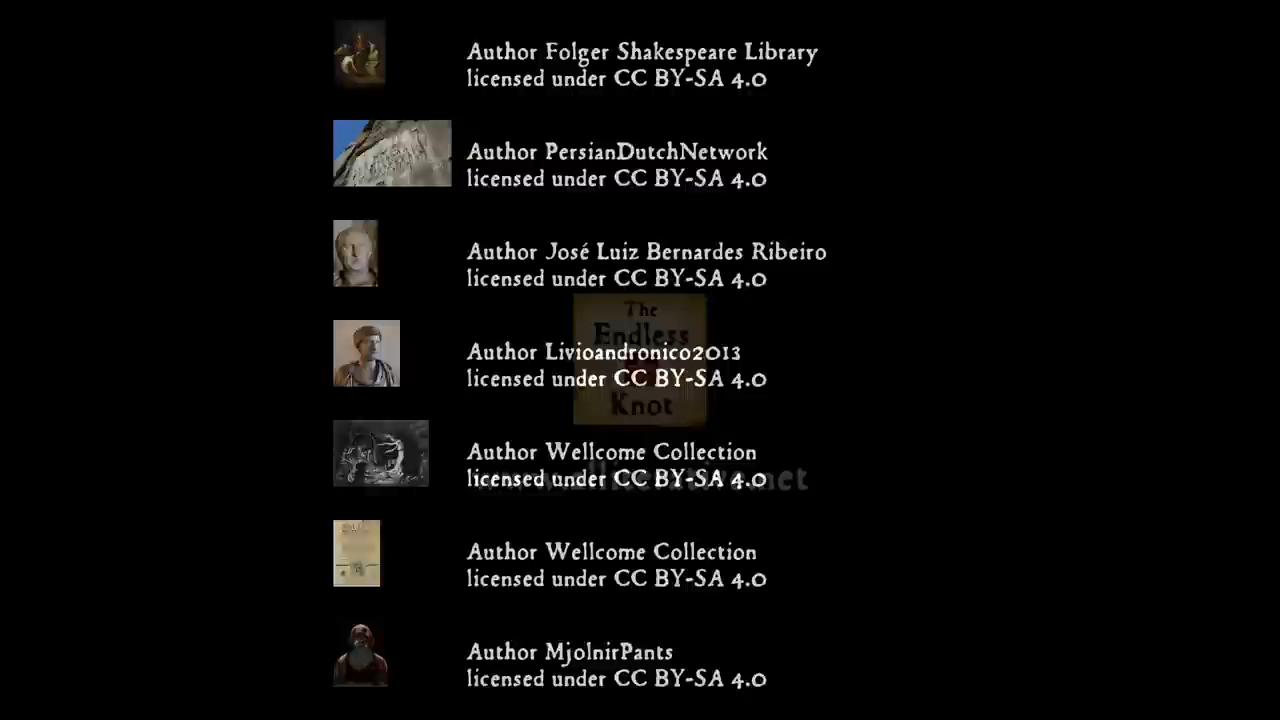 Author Folger Shakespeare Library
licensed under CC BY-SA 4.0
Author PersianDutchNetwork
licensed under CC BY-SA 4.0
Author José Luiz Bernardes Ribeiro
licensed under CC BY-SA 4.0
The
Endless
Author Livioandronico2013
licensed under CC BY-SA 4.0
Knot
Author Wellcome Collection
licensed under CC BY-SA 4.0
www.alliterative.net
Author Wellcome Collection
licensed under CC BY-SA 4.0
Author MjolnirPants
licensed under CC BY-SA 4.0